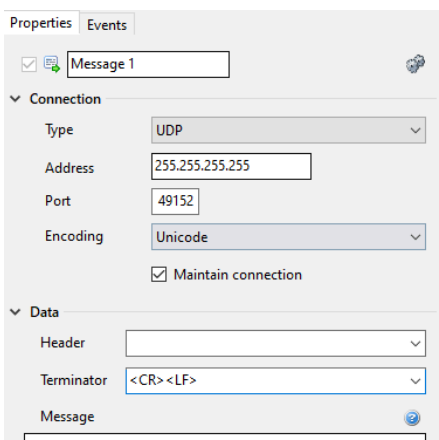 Properties Events
Message 1
Connection
Type UDP
Address 255.255.255.255
Port 49152
Encoding Unicode
Maintain connection
Data
Header
Terminator <CR><LF>
Message